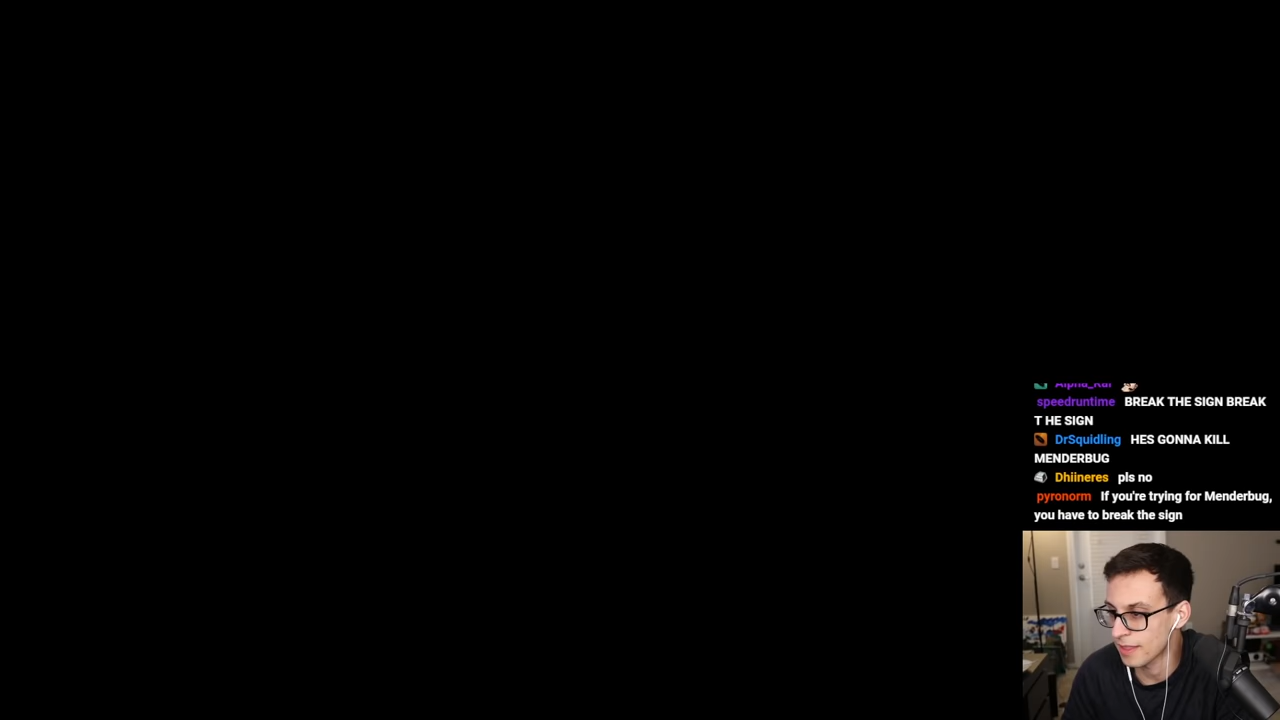 speedruntime BREAK THE SIGN BREAK
T HE SIGN
DrSquidling HES GONNA KILL
MENDERBUG
Dhiineres pls no
pyronorm If you're trying for Menderbug,
you have to break the sign